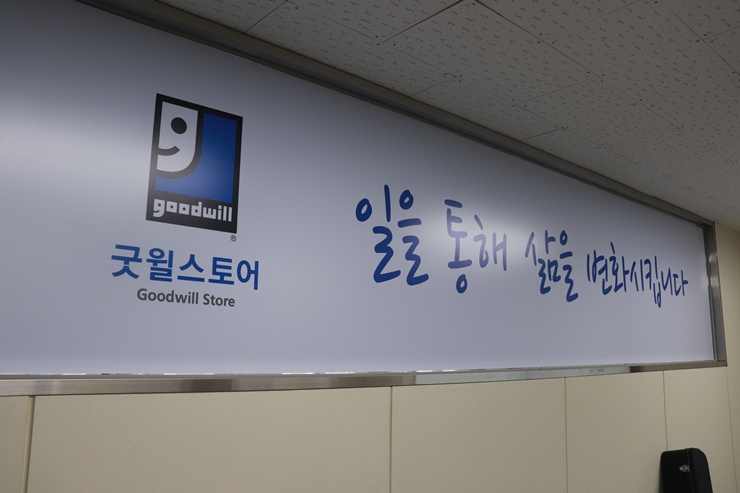 goodwill
®
굿윌스토어
Goodwill Store
일을 통해 삶을 변화시킵니다